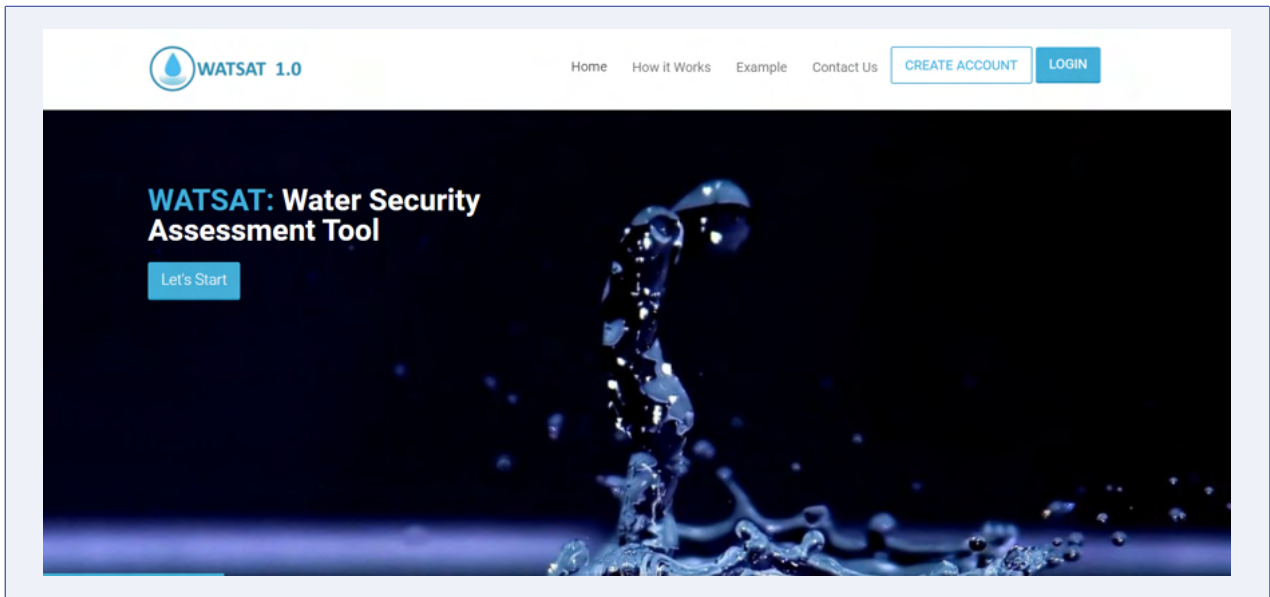 WATSAT 1.0
Home How it Works Example Contact Us CREATE ACCOUNT LOGIN
WATSAT: Water Security
Assessment Tool
Let's Start